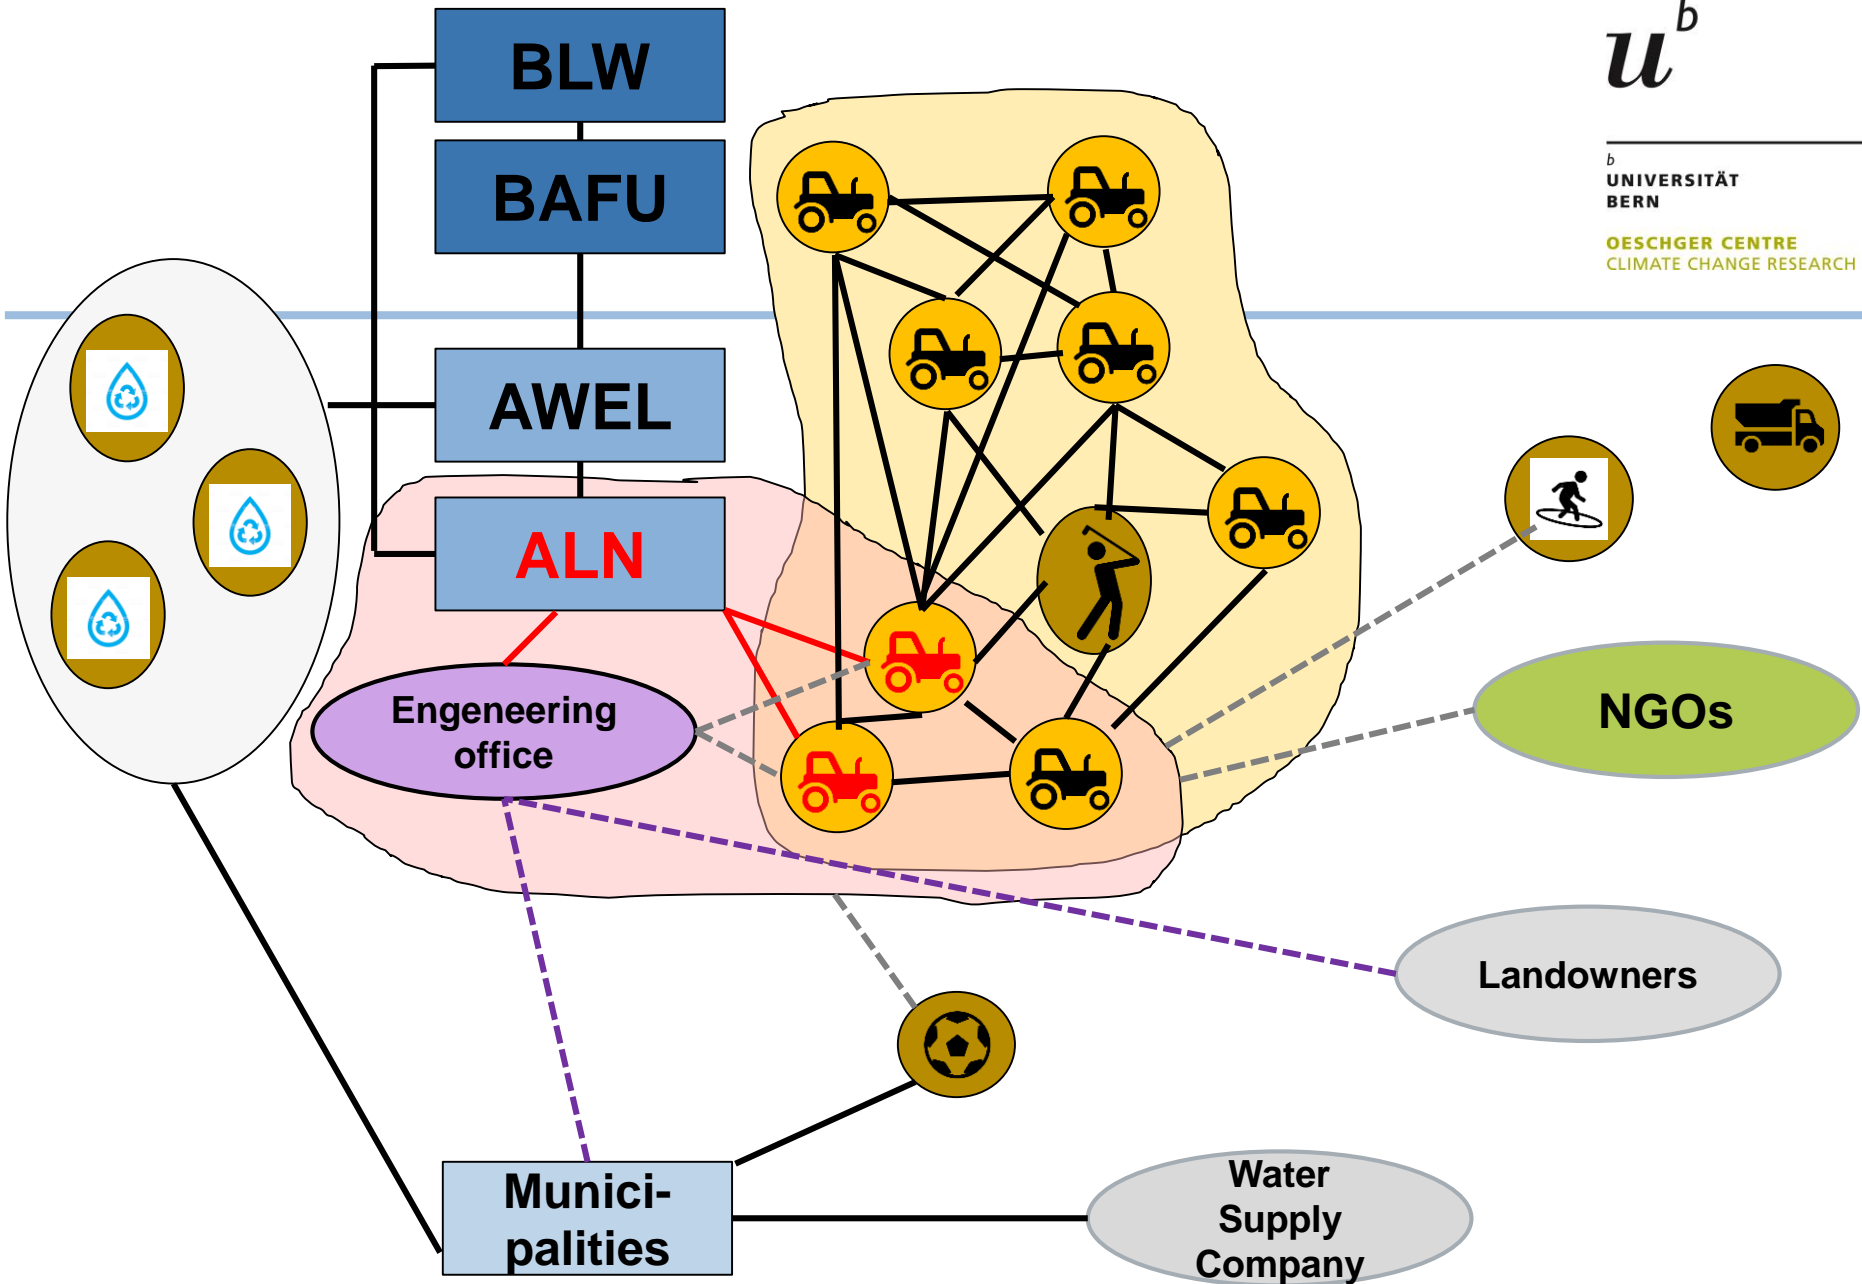 BLW
BAFU
AWEL
ALN
Engeneering
office
Munici-
palities
NGOs
Landowners
Water
Supply
Company
u^b
b
UNIVERSITÄT
BERN
OESCHGER CENTRE
CLIMATE CHANGE RESEARCH